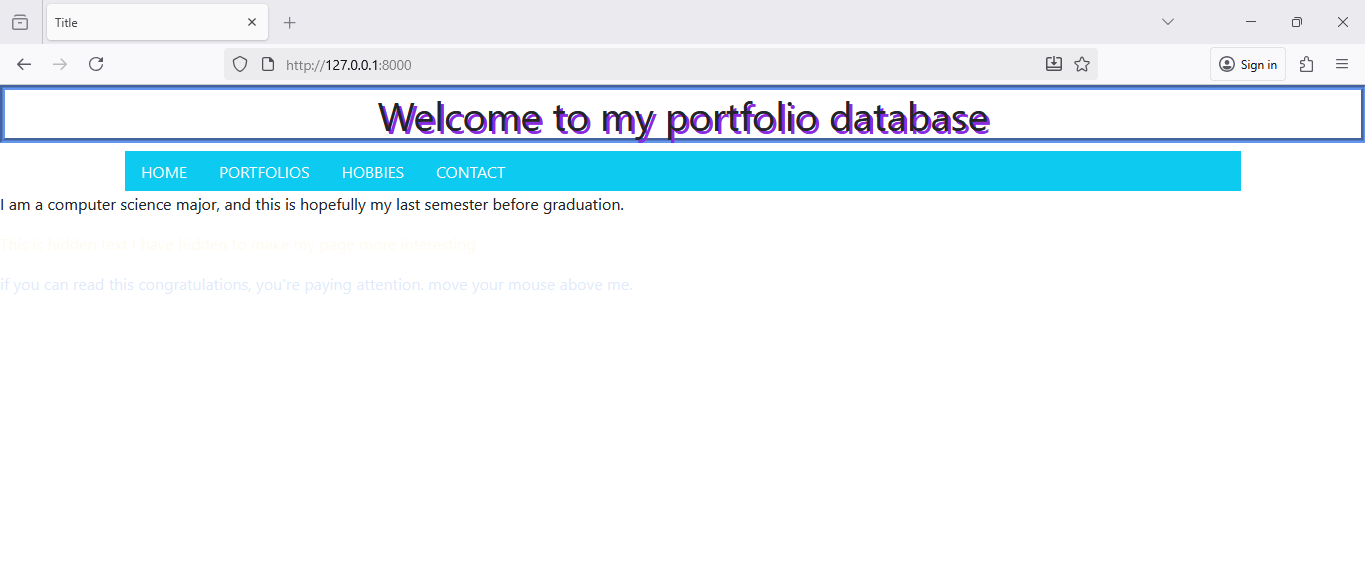 Title
http://127.0.0.1:8000
Sign in
Welcome to my portfolio database
HOME PORTFOLIOS HOBBIES CONTACT
I am a computer science major, and this is hopefully my last semester before graduation.
This is hidden text I have hidden to make my page more interesting
if you can read this congratulations, you're paying attention. move your mouse above me.